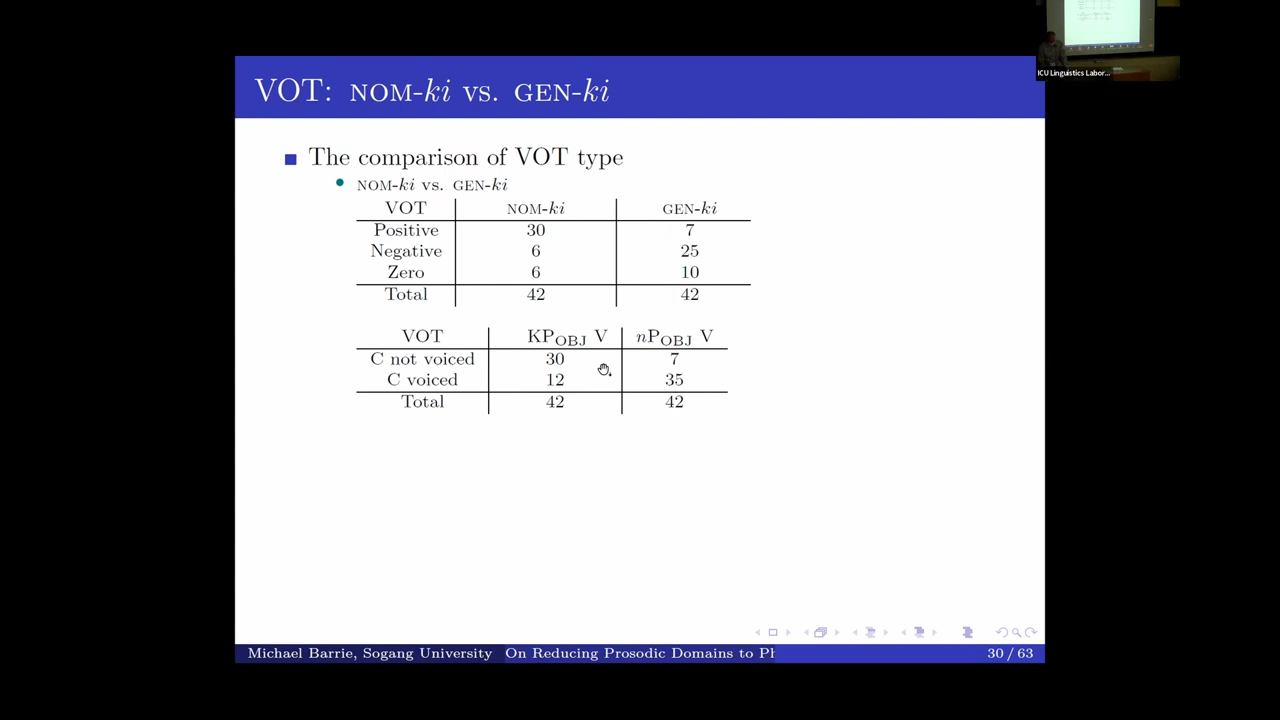 ICU Linguistics Labor...
VOT: NOM-ki vs. GEN-ki
The comparison of VOT type
NOM-ki vs. GEN-ki
VOT NOM-ki GEN-ki
Positive 30 7
Negative 6 25
Zero 6 10
Total 42 42
VOT KP_OBJ V nP_OBJ V
C not voiced 30 7
C voiced 12 35
Total 42 42
Michael Barrie, Sogang University On Reducing Prosodic Domains to Ph 30 / 63